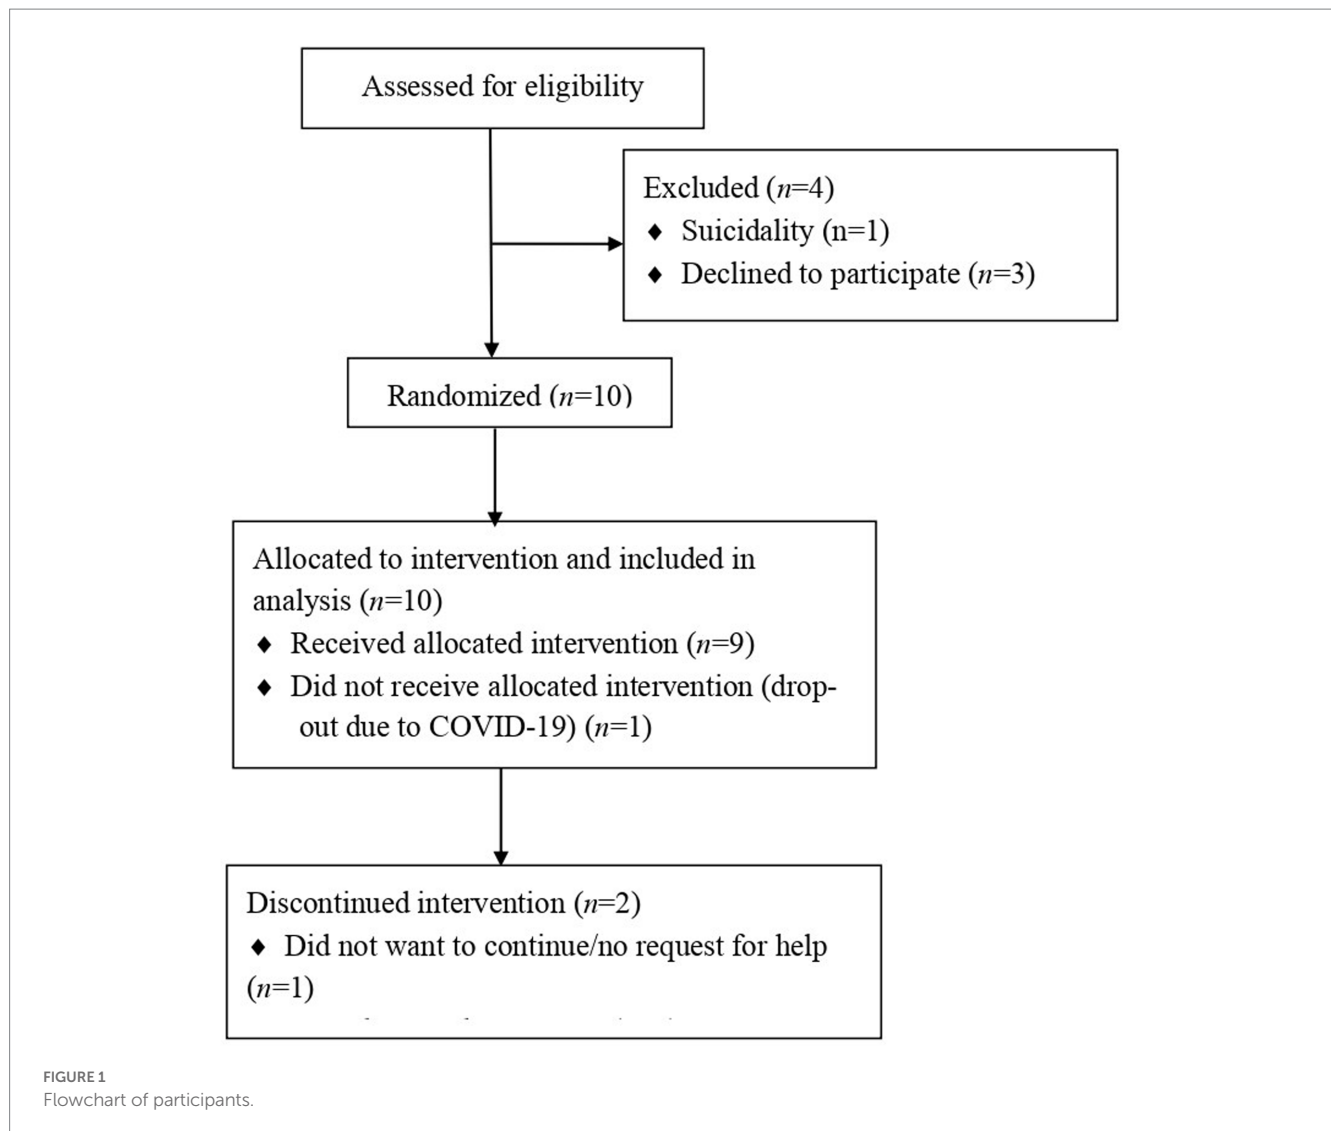 Assessed for eligibility
Excluded (n=4)
♦ Suicidality (n=1)
♦ Declined to participate (n=3)
Randomized (n=10)
Allocated to intervention and included in
analysis (n=10)
♦ Received allocated intervention (n=9)
♦ Did not receive allocated intervention (drop-
out due to COVID-19) (n=1)
Discontinued intervention (n=2)
♦ Did not want to continue/no request for help
(n=1)
FIGURE 1
Flowchart of participants.